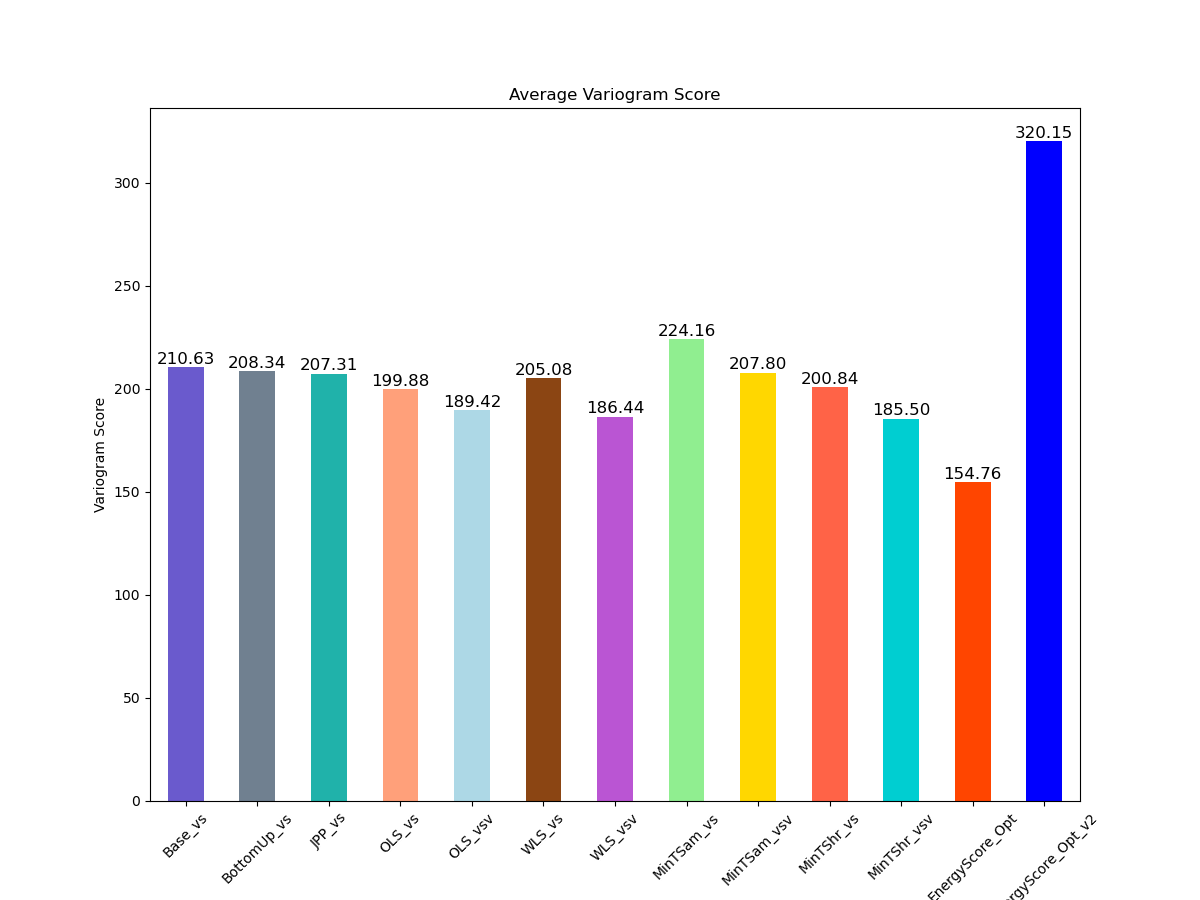 Average Variogram Score
320.15
300
250
224.16
210.63
208.34
207.31
207.80
205.08
200.84
199.88
200
189.42
186.44
185.50
154.76
150
100
50
0
Variogram Score
Base_vs
BottomUp_vs
JPP_vs
OLS_vs
OLS_vsv
WLS_vs
WLS_vsv
MinTSam_vs
MinTSam_vsv
MinTShr_vs
MinTShr_vsv
EnergyScore_Opt
rgyScore_Opt_v2